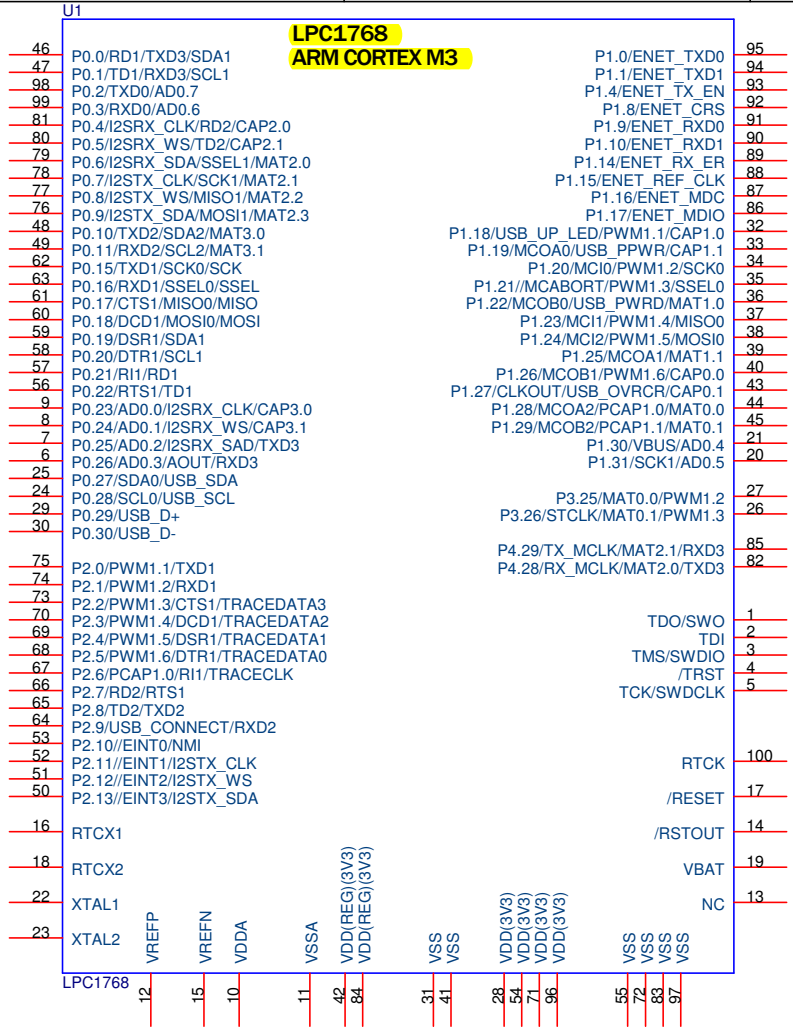 U1
LPC1768
ARM CORTEX M3
46 P0.0/RD1/TXD3/SDA1
47 P0.1/TD1/RXD3/SCL1
98 P0.2/TXD0/AD0.7
99 P0.3/RXD0/AD0.6
81 P0.4/I2SRX_CLK/RD2/CAP2.0
80 P0.5/I2SRX_WS/TD2/CAP2.1
79 P0.6/I2SRX_SDA/SSEL1/MAT2.0
78 P0.7/I2STX_CLK/SCK1/MAT2.1
77 P0.8/I2STX_WS/MISO1/MAT2.2
76 P0.9/I2STX_SDA/MOSI1/MAT2.3
48 P0.10/TXD2/SDA2/MAT3.0
49 P0.11/RXD2/SCL2/MAT3.1
62 P0.15/TXD1/SCK0/SCK
63 P0.16/RXD1/SSEL0/SSEL
61 P0.17/CTS1/MISO0/MISO
60 P0.18/DCD1/MOSI0/MOSI
59 P0.19/DSR1/SDA1
58 P0.20/DTR1/SCL1
57 P0.21/RI1/RD1
56 P0.22/RTS1/TD1
9 P0.23/AD0.0/I2SRX_CLK/CAP3.0
8 P0.24/AD0.1/I2SRX_WS/CAP3.1
7 P0.25/AD0.2/I2SRX_SAD/TXD3
6 P0.26/AD0.3/AOUT/RXD3
25 P0.27/SDA0/USB_SDA
24 P0.28/SCL0/USB_SCL
29 P0.29/USB_D+
30 P0.30/USB_D-
75 P2.0/PWM1.1/TXD1
74 P2.1/PWM1.2/RXD1
73 P2.2/PWM1.3/CTS1/TRACEDATA3
70 P2.3/PWM1.4/DCD1/TRACEDATA2
69 P2.4/PWM1.5/DSR1/TRACEDATA1
68 P2.5/PWM1.6/DTR1/TRACEDATA0
67 P2.6/PCAP1.0/RI1/TRACECLK
66 P2.7/RD2/RTS1
65 P2.8/TD2/TXD2
64 P2.9/USB_CONNECT/RXD2
53 P2.10//EINT0/NMI
52 P2.11//EINT1/I2STX_CLK
51 P2.12//EINT2/I2STX_WS
50 P2.13//EINT3/I2STX_SDA
16 RTCX1
18 RTCX2
22 XTAL1
23 XTAL2
P1.0/ENET_TXD0 95
P1.1/ENET_TXD1 94
P1.4/ENET_TX_EN 93
P1.8/ENET_CRS 92
P1.9/ENET_RXD0 91
P1.10/ENET_RXD1 90
P1.14/ENET_RX_ER 89
P1.15/ENET_REF_CLK 88
P1.16/ENET_MDC 87
P1.17/ENET_MDIO 86
P1.18/USB_UP_LED/PWM1.1/CAP1.0 32
P1.19/MCOA0/USB_PPWR/CAP1.1 33
P1.20/MCI0/PWM1.2/SCK0 34
P1.21//MCABORT/PWM1.3/SSEL0 35
P1.22/MCOB0/USB_PWRD/MAT1.0 36
P1.23/MCI1/PWM1.4/MISO0 37
P1.24/MCI2/PWM1.5/MOSI0 38
P1.25/MCOA1/MAT1.1 39
P1.26/MCOB1/PWM1.6/CAP0.0 40
P1.27/CLKOUT/USB_OVRCR/CAP0.1 43
P1.28/MCOA2/PCAP1.0/MAT0.0 44
P1.29/MCOB2/PCAP1.1/MAT0.1 45
P1.30/VBUS/AD0.4 21
P1.31/SCK1/AD0.5 20
P3.25/MAT0.0/PWM1.2 27
P3.26/STCLK/MAT0.1/PWM1.3 26
P4.29/TX_MCLK/MAT2.1/RXD3 85
P4.28/RX_MCLK/MAT2.0/TXD3 82
TDO/SWO 1
TDI 2
TMS/SWDIO 3
/TRST 4
TCK/SWDCLK 5
RTCK 100
/RESET 17
/RSTOUT 14
VBAT 19
NC 13
VREFP 12
VREFN 15
VDDA 10
VSSA 11
VDD(REG)(3V3) 42
VDD(REG)(3V3) 84
VSS 31
VSS 41
VDD(3V3) 28
VDD(3V3) 54
VDD(3V3) 71
VDD(3V3) 96
VSS 55
VSS 72
VSS 83
VSS 97
LPC1768